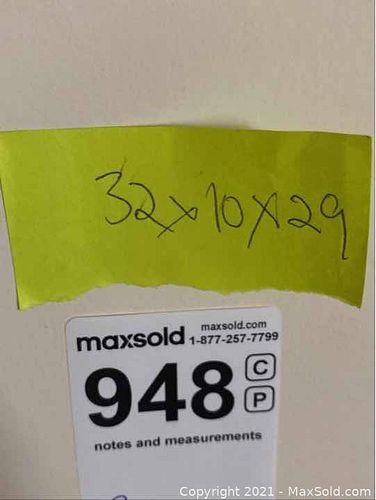 32x10x29
maxsold maxsold.com
1-877-257-7799
948 C
P
notes and measurements
Copyright 2021 - MaxSold.com